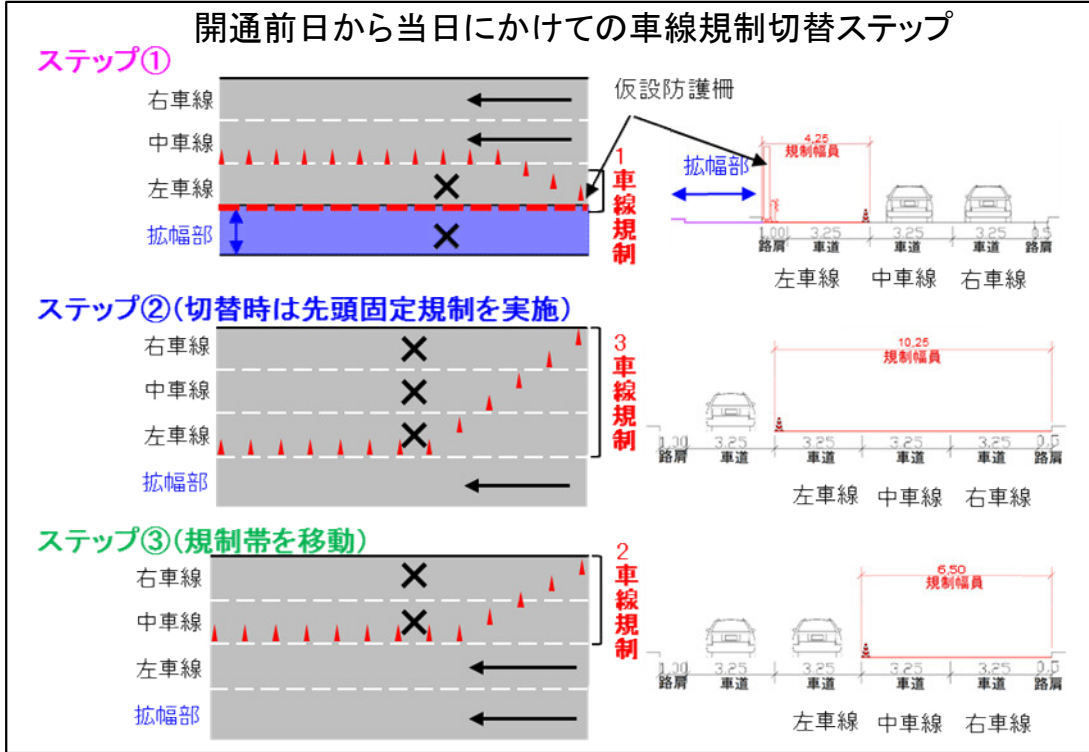 開通前日から当日にかけての車線規制切替ステップ
ステップ①
右車線
中車線
左車線
拡幅部
1車線規制
仮設防護柵
拡幅部
4,25
規制幅員
1,00 3,25 3,25 3,25 0,5
路肩 車道 車道 車道 路肩
左車線 中車線 右車線
ステップ②(切替時は先頭固定規制を実施)
右車線
中車線
左車線
拡幅部
3車線規制
10,25
規制幅員
1,00 3,25 3,25 3,25 3,25 0,5
路肩 車道 車道 車道 車道 路肩
左車線 中車線 右車線
ステップ③(規制帯を移動)
右車線
中車線
左車線
拡幅部
2車線規制
6,50
規制幅員
1,00 3,25 3,25 3,25 3,25 0,5
路肩 車道 車道 車道 車道 路肩
左車線 中車線 右車線